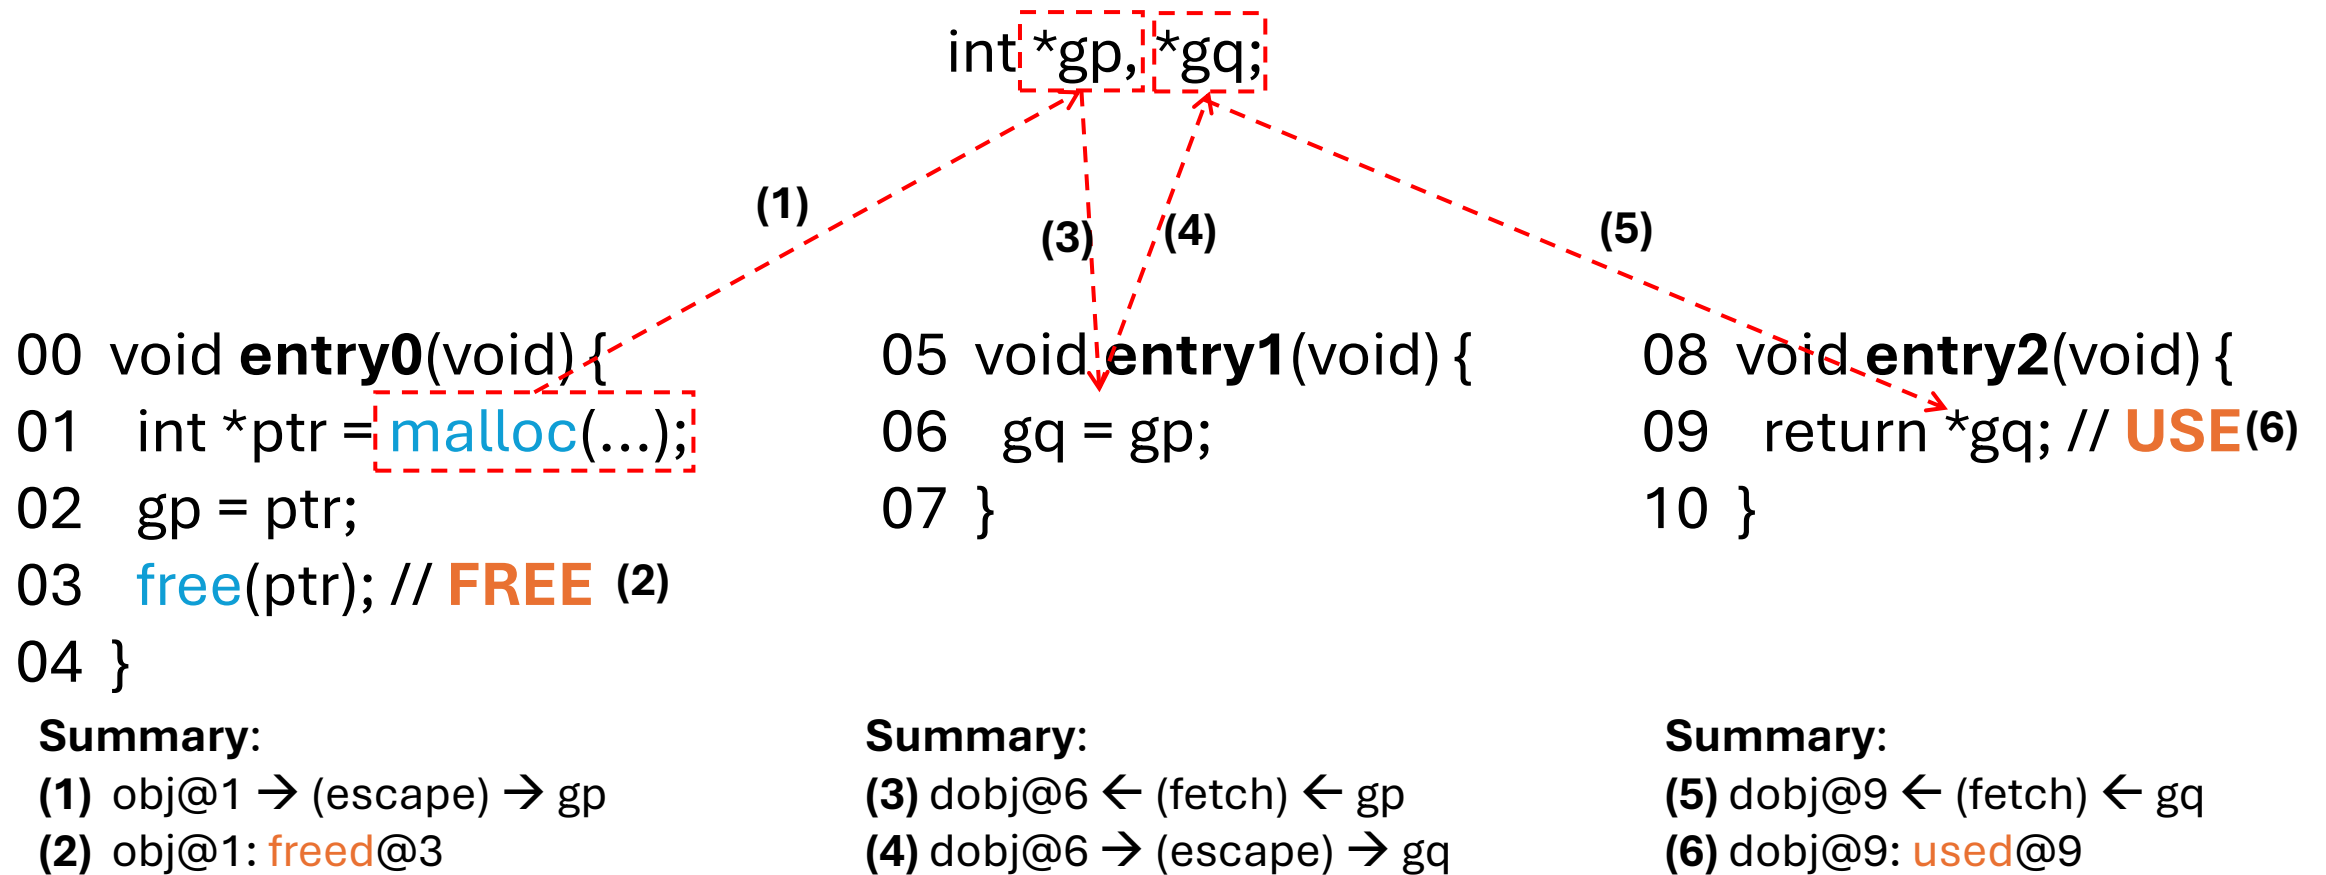 int *gp, *gq;
(1)
(3)
(4)
(5)
00 void entry0(void) {
01 int *ptr = malloc(...);
02 gp = ptr;
03 free(ptr); // FREE (2)
04 }
05 void entry1(void) {
06 gq = gp;
07 }
08 void entry2(void) {
09 return *gq; // USE(6)
10 }
Summary:
(1) obj@1 → (escape) → gp
(2) obj@1: freed@3
Summary:
(3) dobj@6 ← (fetch) ← gp
(4) dobj@6 → (escape) → gq
Summary:
(5) dobj@9 ← (fetch) ← gq
(6) dobj@9: used@9